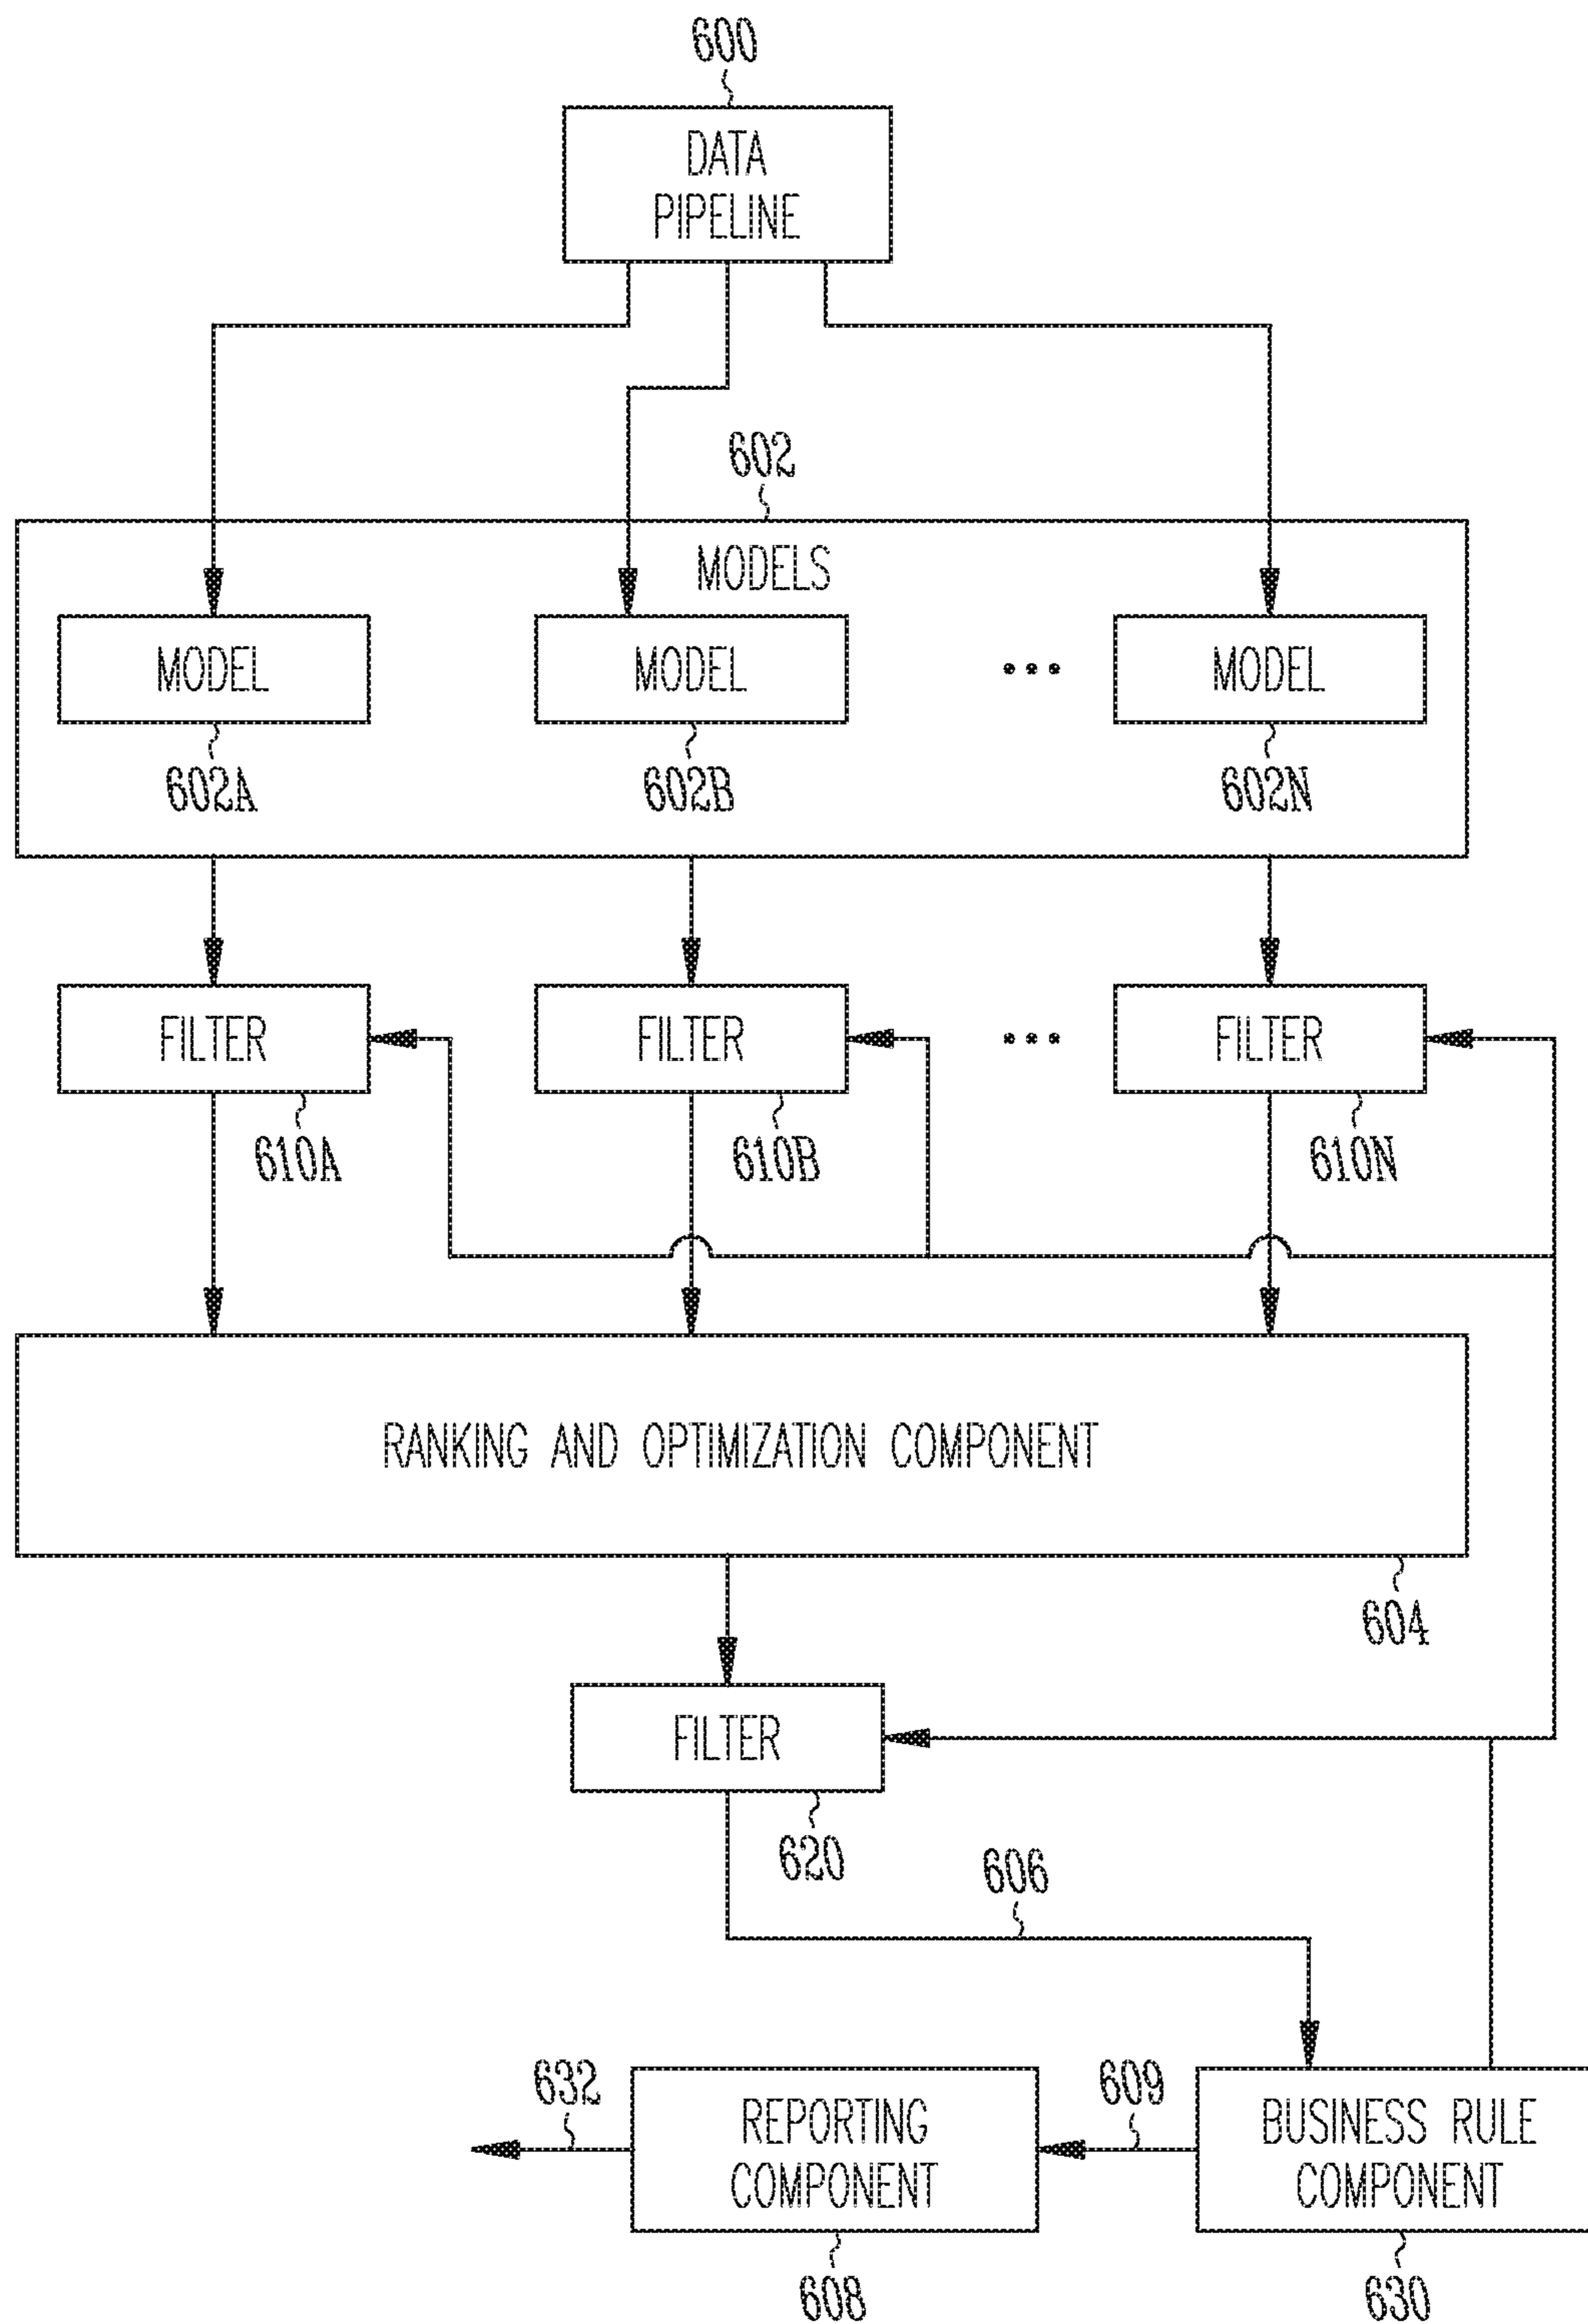 600
DATA
PIPELINE
602
MODELS
MODEL
MODEL
•••
MODEL
602A
602B
602N
FILTER
FILTER
•••
FILTER
610A
610B
610N
RANKING AND OPTIMIZATION COMPONENT
604
FILTER
620
606
632
609
REPORTING
COMPONENT
BUSINESS RULE
COMPONENT
608
630